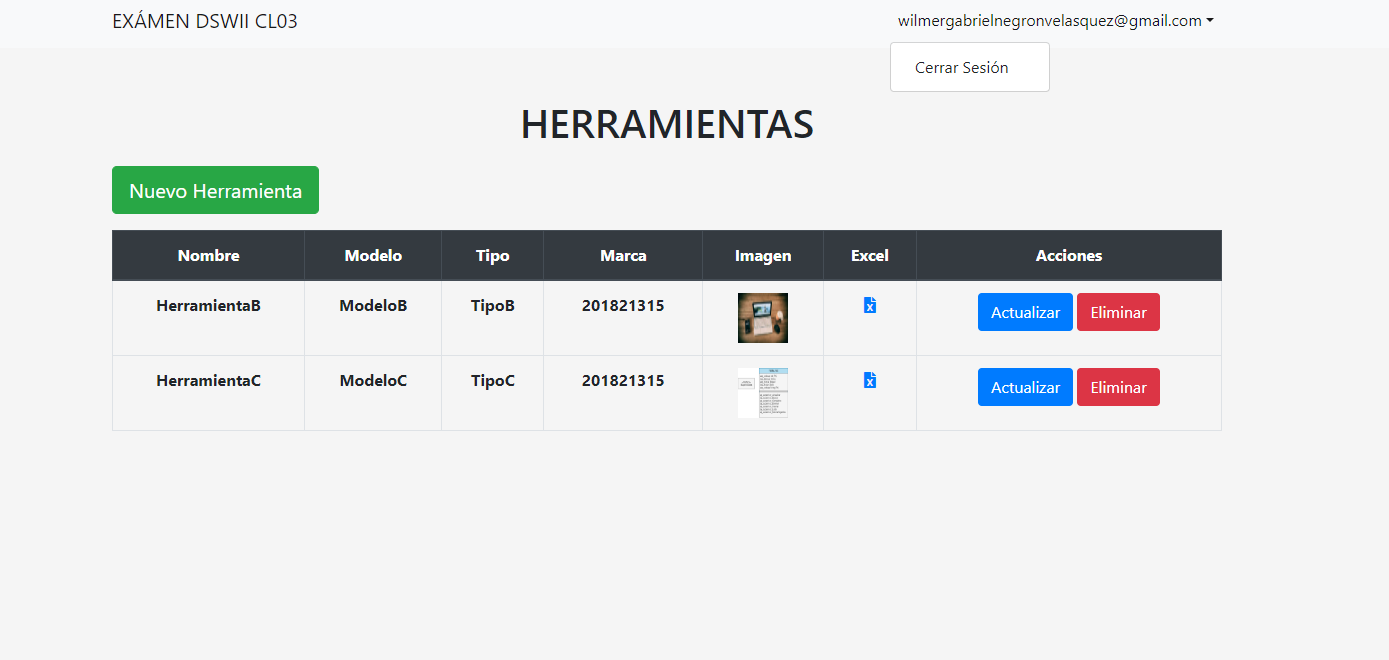 EXÁMEN DSWII CL03 wilmergabrielnegronvelasquez@gmail.com
Cerrar Sesión
HERRAMIENTAS
Nuevo Herramienta
Nombre Modelo Tipo Marca Imagen Excel Acciones
HerramientaB ModeloB TipoB 201821315 Actualizar Eliminar
HerramientaC ModeloC TipoC 201821315 Actualizar Eliminar